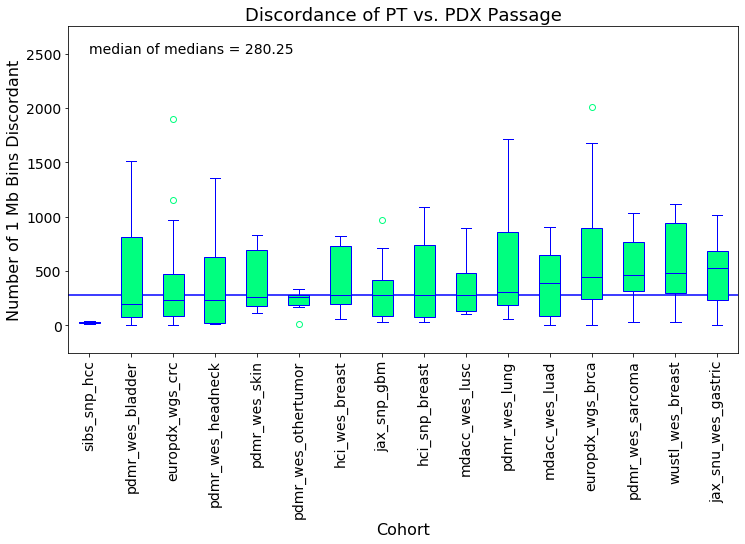 Discordance of PT vs. PDX Passage
median of medians = 280.25
Number of 1 Mb Bins Discordant
2500
2000
1500
1000
500
0
sibs_snp_hcc
pdmr_wes_bladder
europdx_wgs_crc
pdmr_wes_headneck
pdmr_wes_skin
pdmr_wes_othertumor
hci_wes_breast
jax_snp_gbm
hci_snp_breast
mdacc_wes_lusc
pdmr_wes_lung
mdacc_wes_luad
europdx_wgs_brca
pdmr_wes_sarcoma
wustl_wes_breast
jax_snu_wes_gastric
Cohort